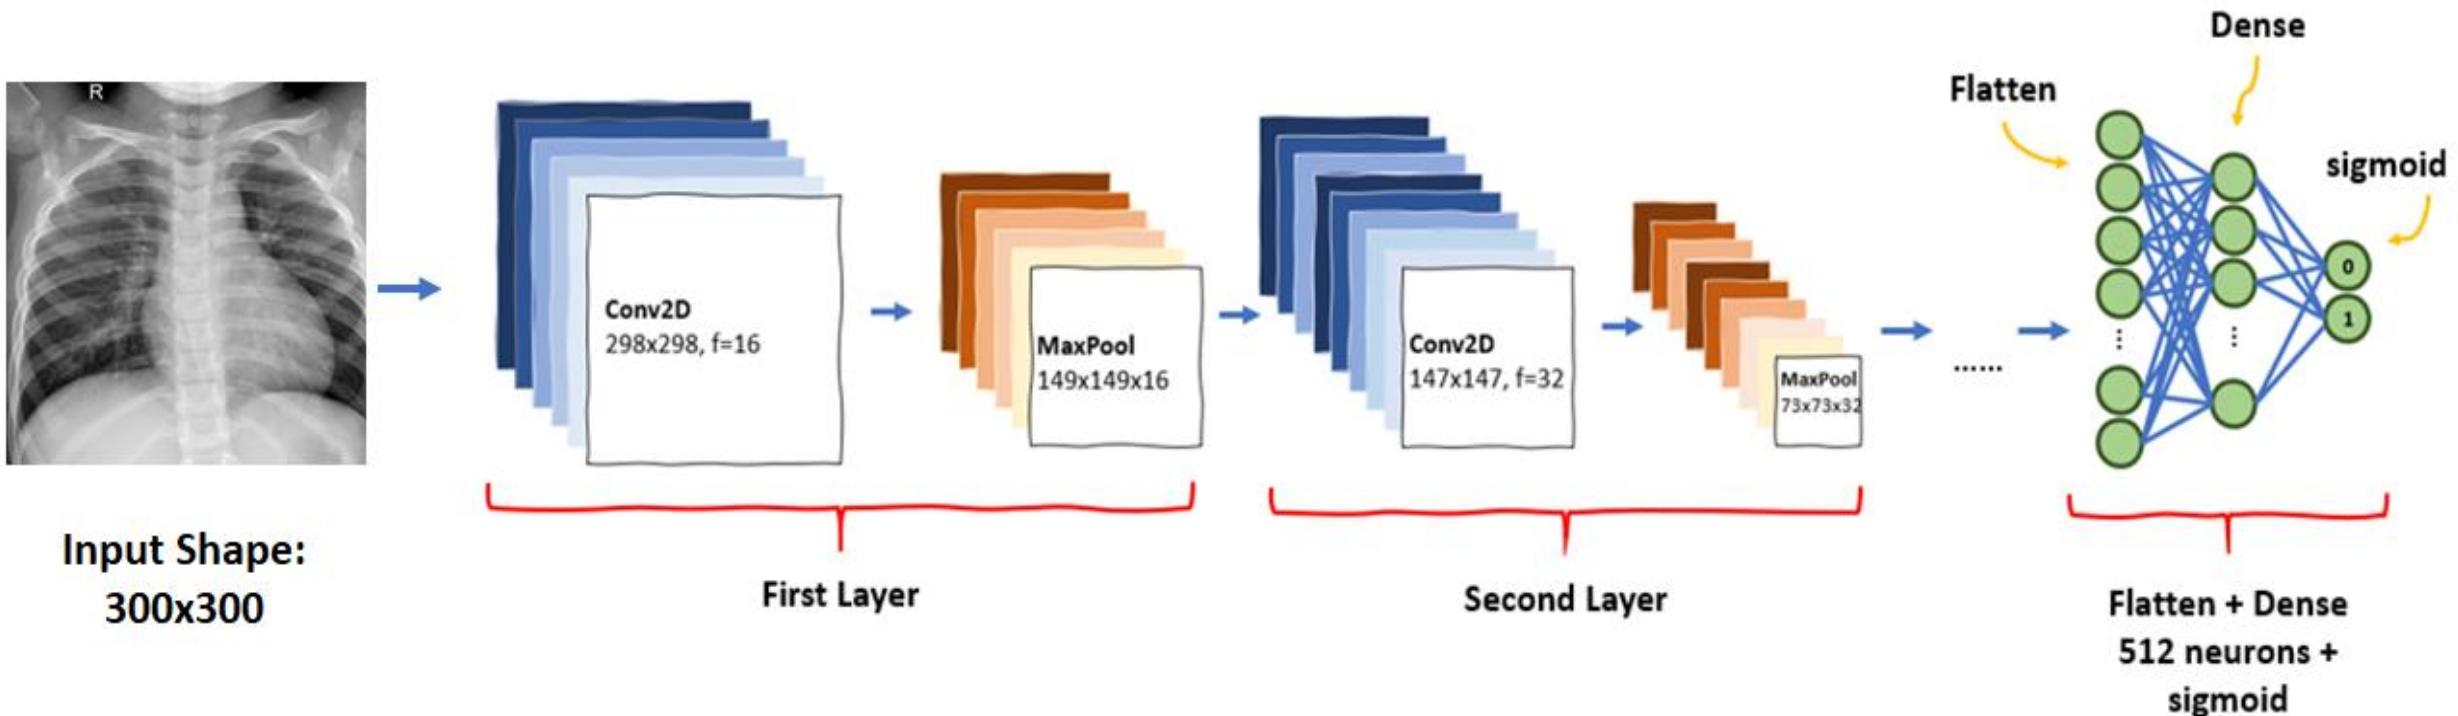 R
Input Shape:
300x300
Conv2D
298x298, f=16
MaxPool
149x149x16
First Layer
Conv2D
147x147, f=32
MaxPool
73x73x32
Second Layer
......
Flatten
Dense
sigmoid
0
1
Flatten + Dense
512 neurons +
sigmoid